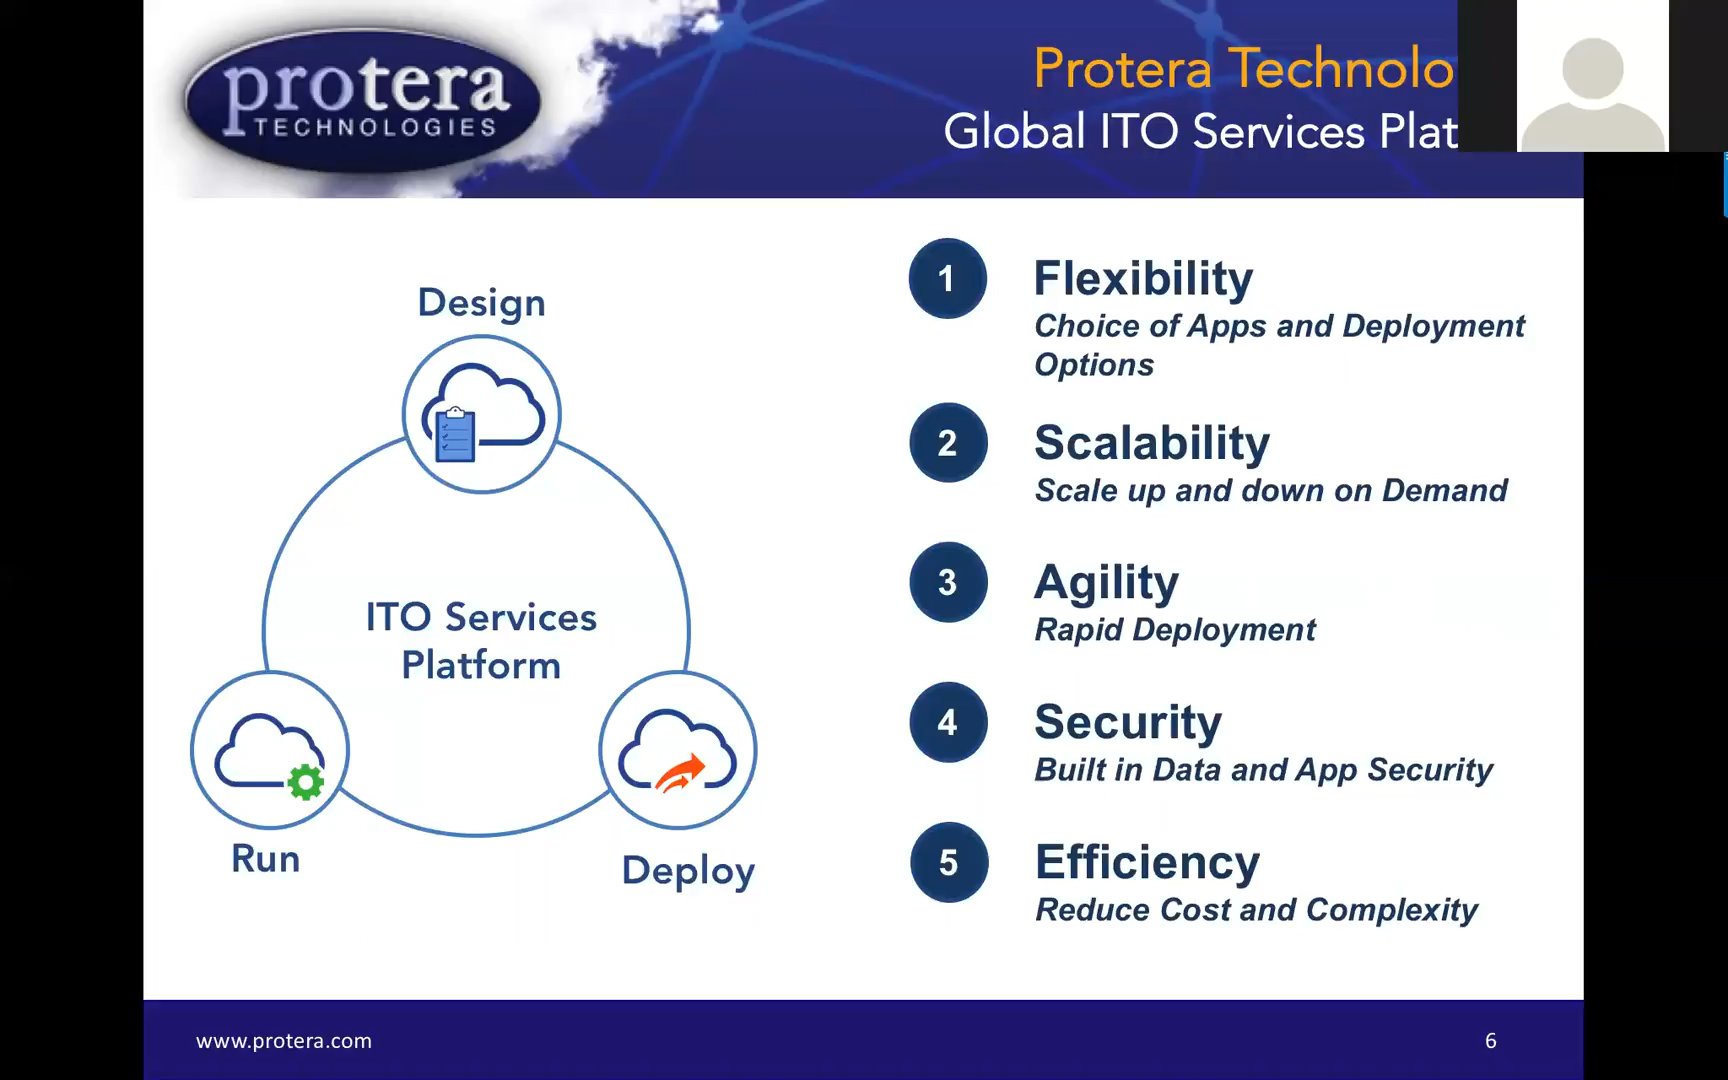 protera
TECHNOLOGIES
Protera Technolo
Global ITO Services Plat
Design
ITO Services
Platform
Run
Deploy
1
Flexibility
Choice of Apps and Deployment
Options
2
Scalability
Scale up and down on Demand
3
Agility
Rapid Deployment
4
Security
Built in Data and App Security
5
Efficiency
Reduce Cost and Complexity
www.protera.com
6